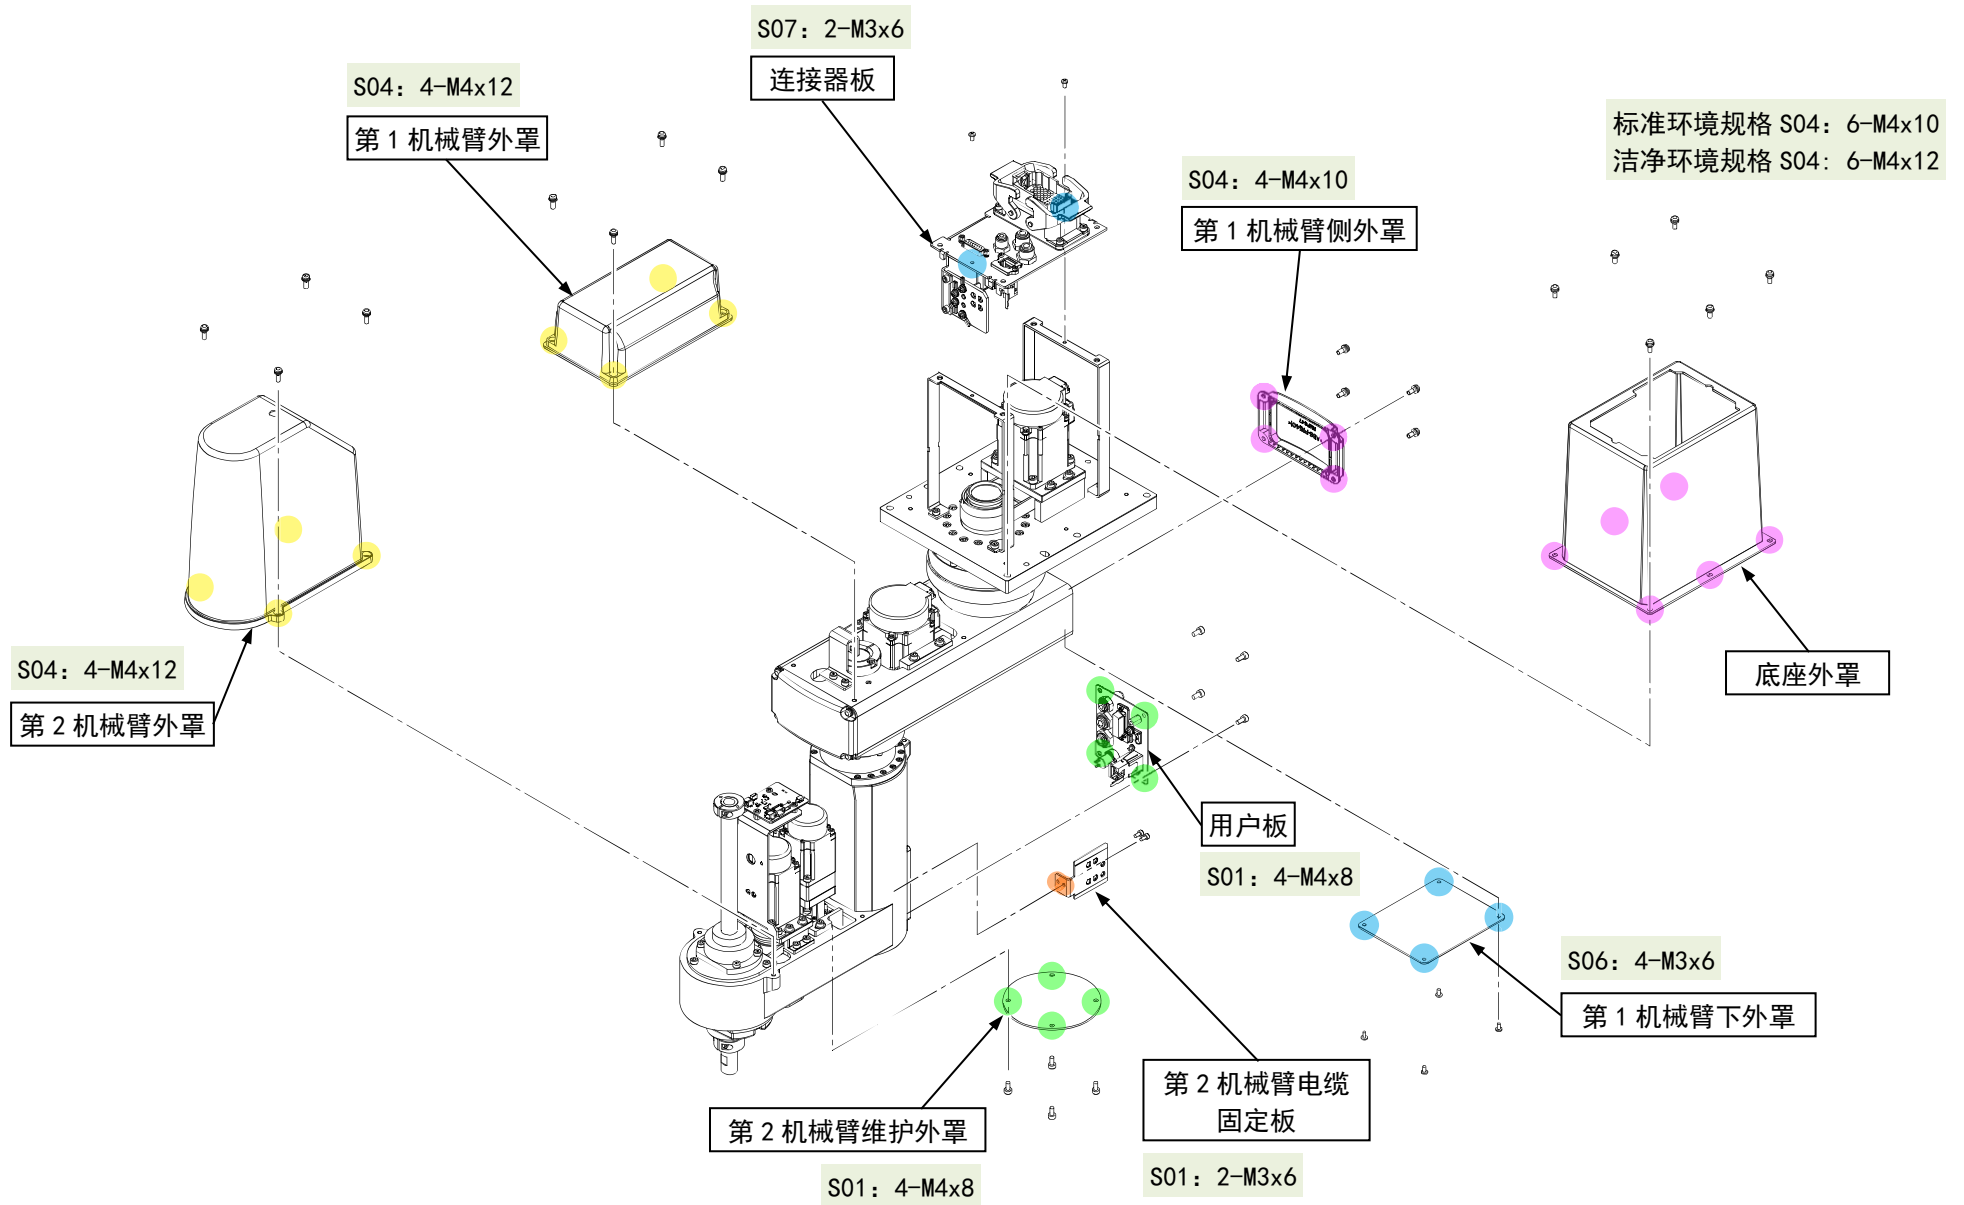 S07：2-M3x6
连接器板
S04：4-M4x12
第1机械臂外罩
标准环境规格 S04：6-M4x10
洁净环境规格 S04: 6-M4x12
S04：4-M4x10
第1机械臂侧外罩
S04：4-M4x12
第2机械臂外罩
底座外罩
用户板
S01：4-M4x8
S06：4-M3x6
第1机械臂下外罩
第2机械臂电缆
固定板
S01：2-M3x6
第2机械臂维护外罩
S01：4-M4x8